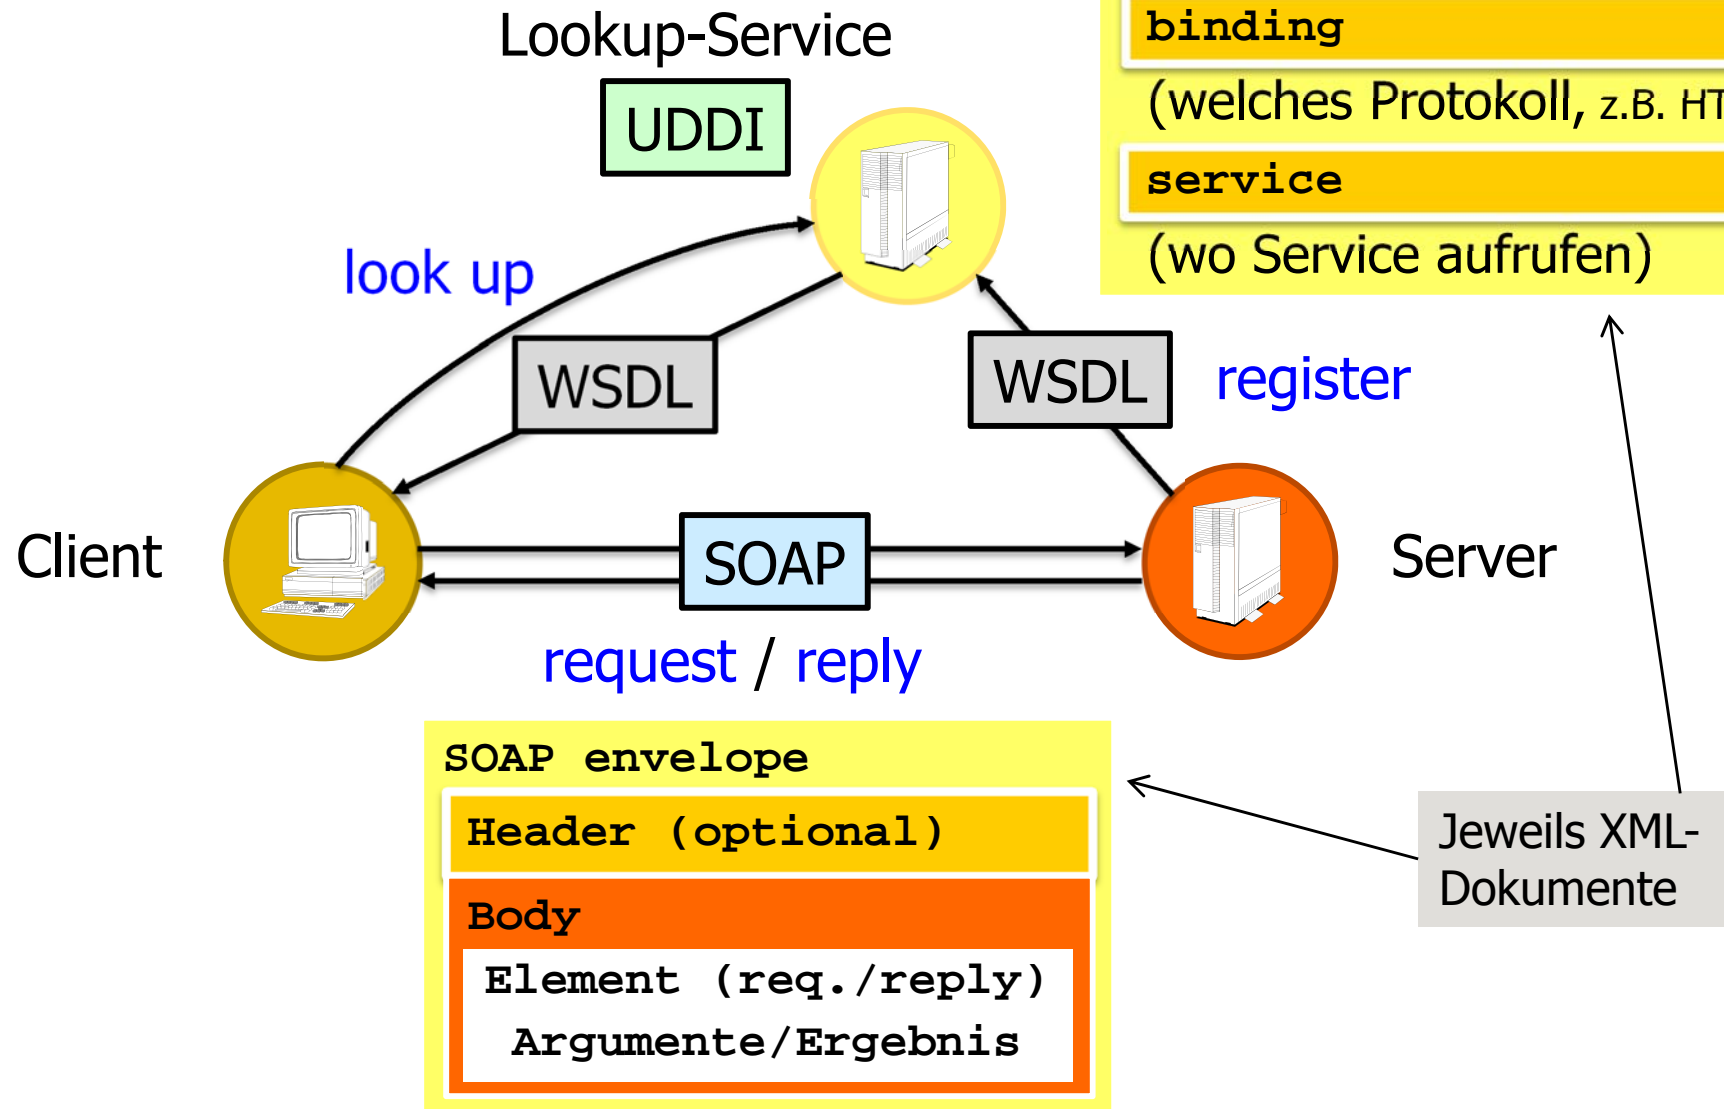 Lookup-Service
UDDI
binding
(welches Protokoll, z.B. HT
service
(wo Service aufrufen)
look up
WSDL
WSDL
register
Client
SOAP
Server
request / reply
SOAP envelope
Header (optional)
Body
Element (req./reply)
Argumente/Ergebnis
Jeweils XML-
Dokumente